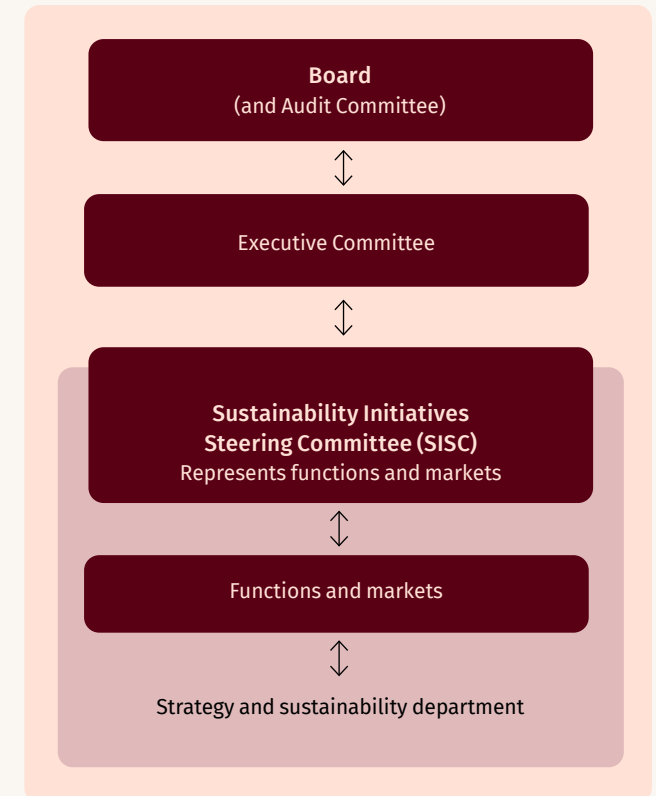 Board
(and Audit Committee)
Executive Committee
Sustainability Initiatives
Steering Committee (SISC)
Represents functions and markets
Functions and markets
Strategy and sustainability department